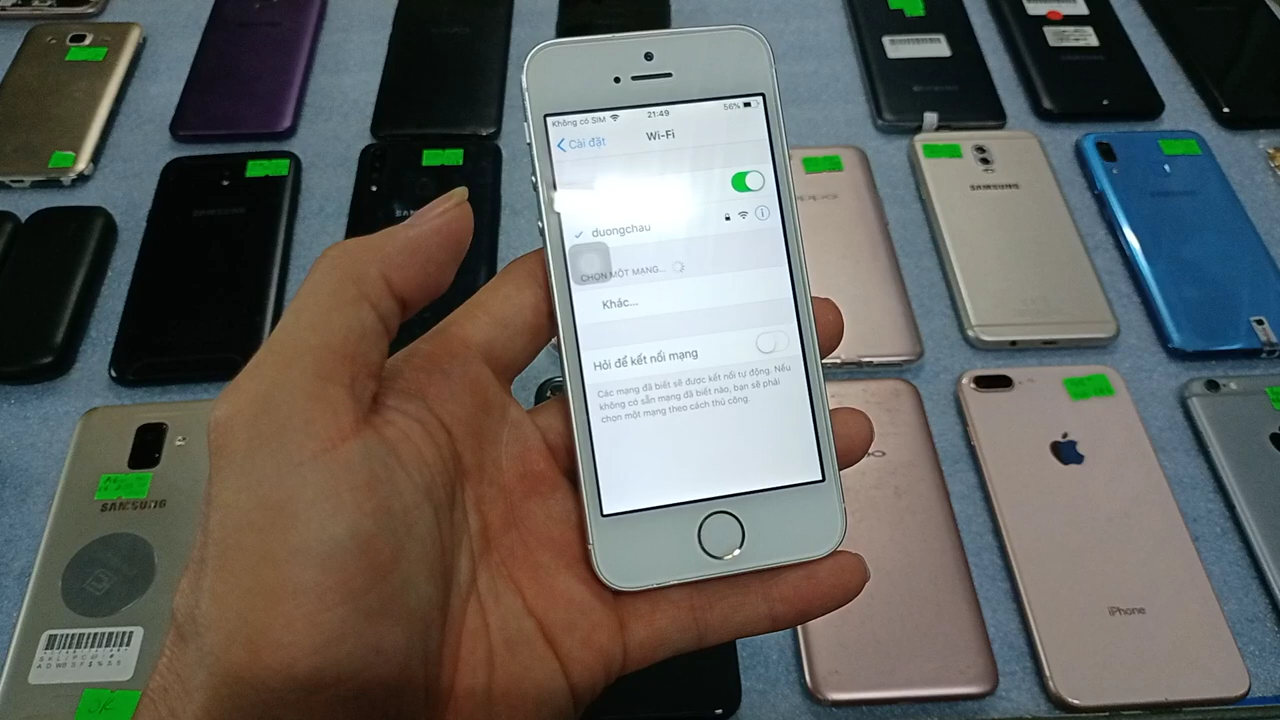 Không có SIM 21:49 56%
Cài đặt Wi-Fi
duongchau
CHỌN MỘT MẠNG...
Khác...
Hỏi để kết nối mạng
Các mạng đã biết sẽ được kết nối tự động. Nếu
không có sẵn mạng đã biết nào, bạn sẽ phải
chọn một mạng theo cách thủ công.
SAMSUNG
SAMSUNG
iPhone